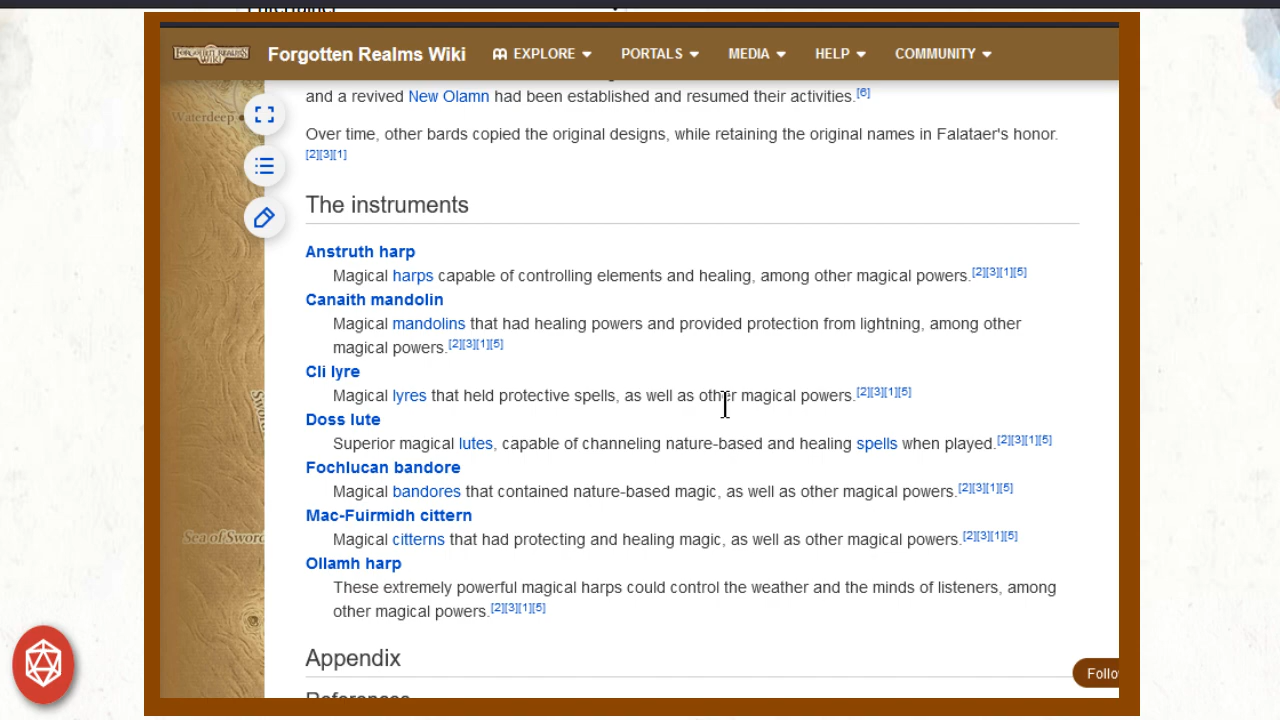 Forgotten Realms Wiki EXPLORE PORTALS MEDIA HELP COMMUNITY
and a revived New Olamn had been established and resumed their activities.[6]
Waterdeep
Over time, other bards copied the original designs, while retaining the original names in Falataer's honor.
[2][3][1]
The instruments
Anstruth harp
Magical harps capable of controlling elements and healing, among other magical powers.[2][3][1][5]
Canaith mandolin
Magical mandolins that had healing powers and provided protection from lightning, among other
magical powers.[2][3][1][5]
Cli lyre
Magical lyres that held protective spells, as well as other magical powers.[2][3][1][5]
Doss lute
Superior magical lutes, capable of channeling nature-based and healing spells when played.[2][3][1][5]
Fochlucan bandore
Magical bandores that contained nature-based magic, as well as other magical powers.[2][3][1][5]
Mac-Fuirmidh cittern
Magical citterns that had protecting and healing magic, as well as other magical powers.[2][3][1][5]
Sea of Sword
Ollamh harp
These extremely powerful magical harps could control the weather and the minds of listeners, among
other magical powers.[2][3][1][5]
Appendix
Follo
References